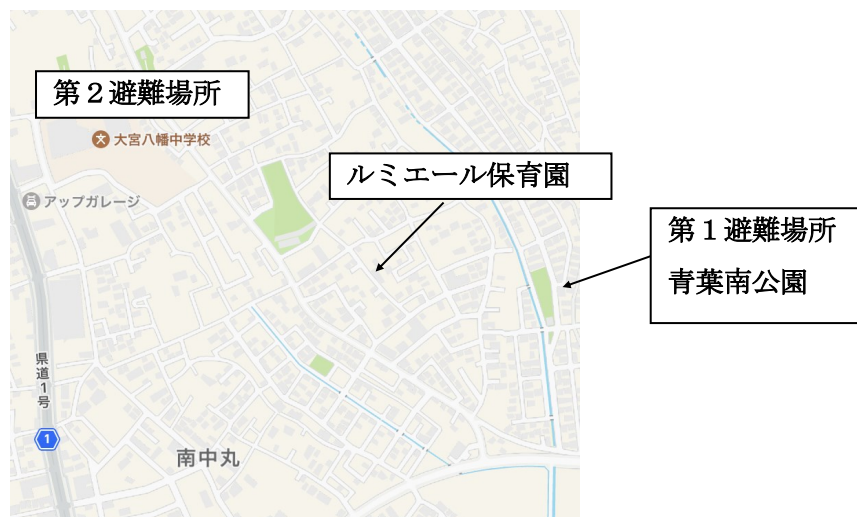 第２避難場所
大宮八幡中学校
ルミエール保育園
アップガレージ
第１避難場所
青葉南公園
県道1号
1
南中丸